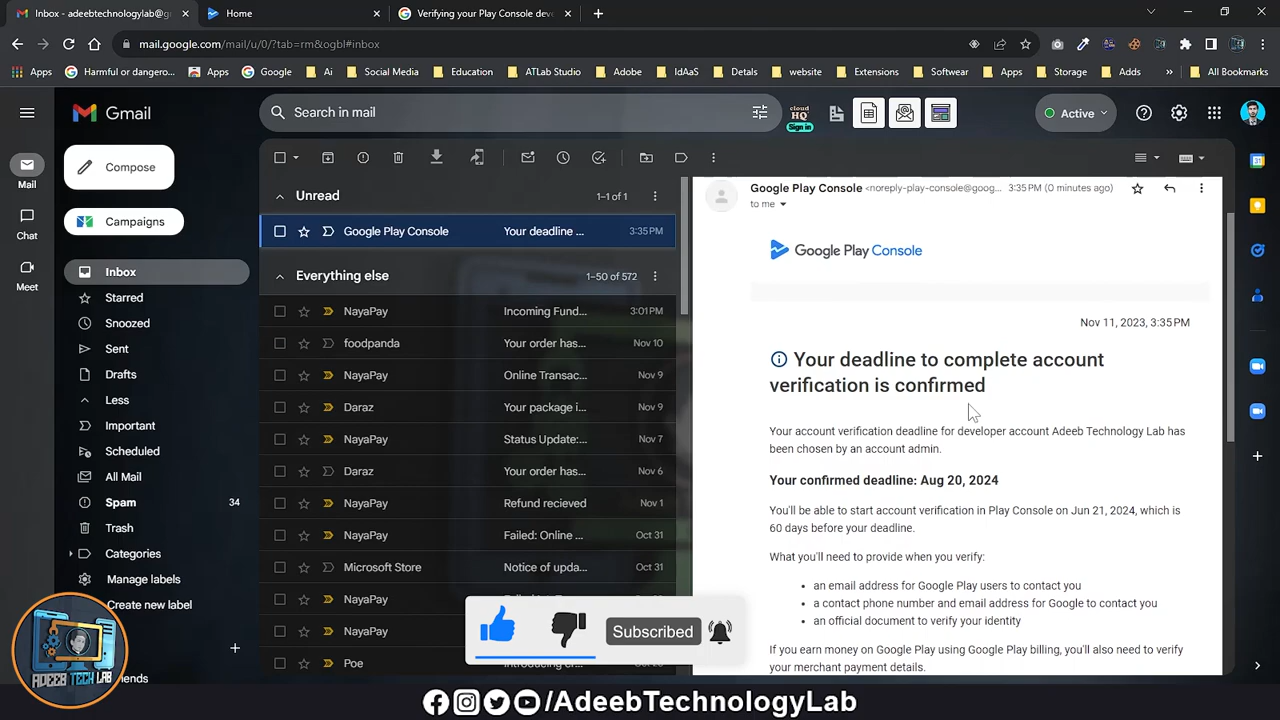 Inbox - adeebtechnologylab@g
Home
Verifying your Play Console dev
mail.google.com/mail/u/0/?tab=rm&ogbl#inbox
Apps
Harmful or dangero...
Apps
Google
Ai
Social Media
Education
ATLab Studio
Adobe
IdAaS
Detals
website
Extensions
Softwear
Apps
Storage
Adds
»
All Bookmarks
Gmail
Search in mail
cloud
HQ
Sign in
Active
Compose
Mail
Chat
Meet
Campaigns
Inbox
Starred
Snoozed
Sent
Drafts
Less
Important
Scheduled
All Mail
Spam 34
Trash
Categories
Manage labels
Create new label
Unread 1–1 of 1
Google Play Console Your deadline ... 3:35 PM
Everything else 1–50 of 572
NayaPay Incoming Fund... 3:01 PM
foodpanda Your order has... Nov 10
NayaPay Online Transac... Nov 9
Daraz Your package i... Nov 9
NayaPay Status Update:... Nov 7
Daraz Your order has... Nov 6
NayaPay Refund recieved Nov 1
NayaPay Failed: Online ... Oct 31
Microsoft Store Notice of upda... Oct 31
NayaPay
NayaPay
Poe
Google Play Console <noreply-play-console@goog... 3:35 PM (0 minutes ago)
to me
Google Play Console
Nov 11, 2023, 3:35 PM
Your deadline to complete account
verification is confirmed
Your account verification deadline for developer account Adeeb Technology Lab has
been chosen by an account admin.
Your confirmed deadline: Aug 20, 2024
You'll be able to start account verification in Play Console on Jun 21, 2024, which is
60 days before your deadline.
What you'll need to provide when you verify:
• an email address for Google Play users to contact you
• a contact phone number and email address for Google to contact you
• an official document to verify your identity
If you earn money on Google Play using Google Play billing, you'll also need to verify
your merchant payment details.
Subscribed
ADEEB TECH LAB
/AdeebTechnologyLab